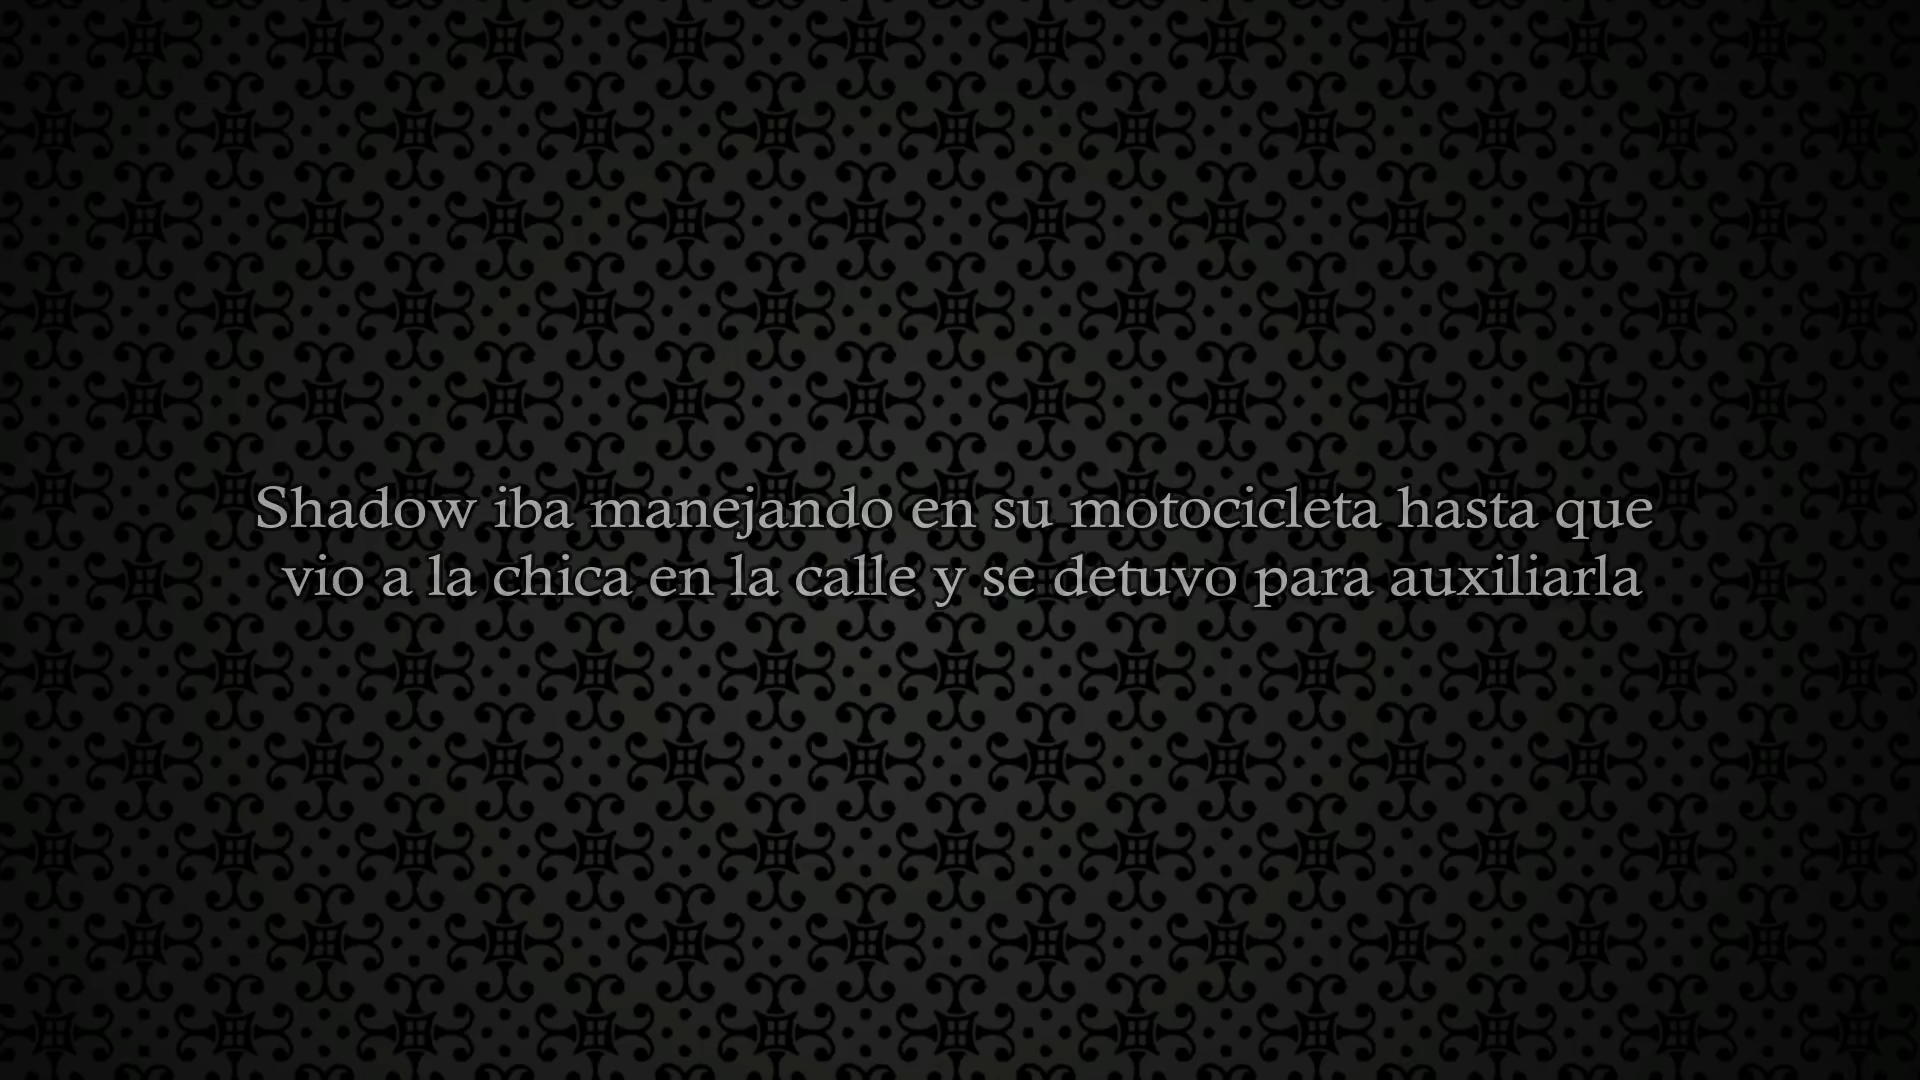 Shadow iba manejando en su motocicleta hasta que
vio a la chica en la calle y se detuvo para auxiliarla